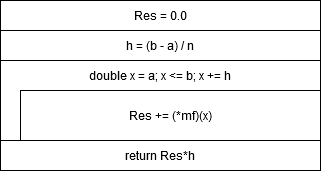 Res = 0.0
h = (b - a) / n
double x = a; x <= b; x += h
Res += (*mf)(x)
return Res*h